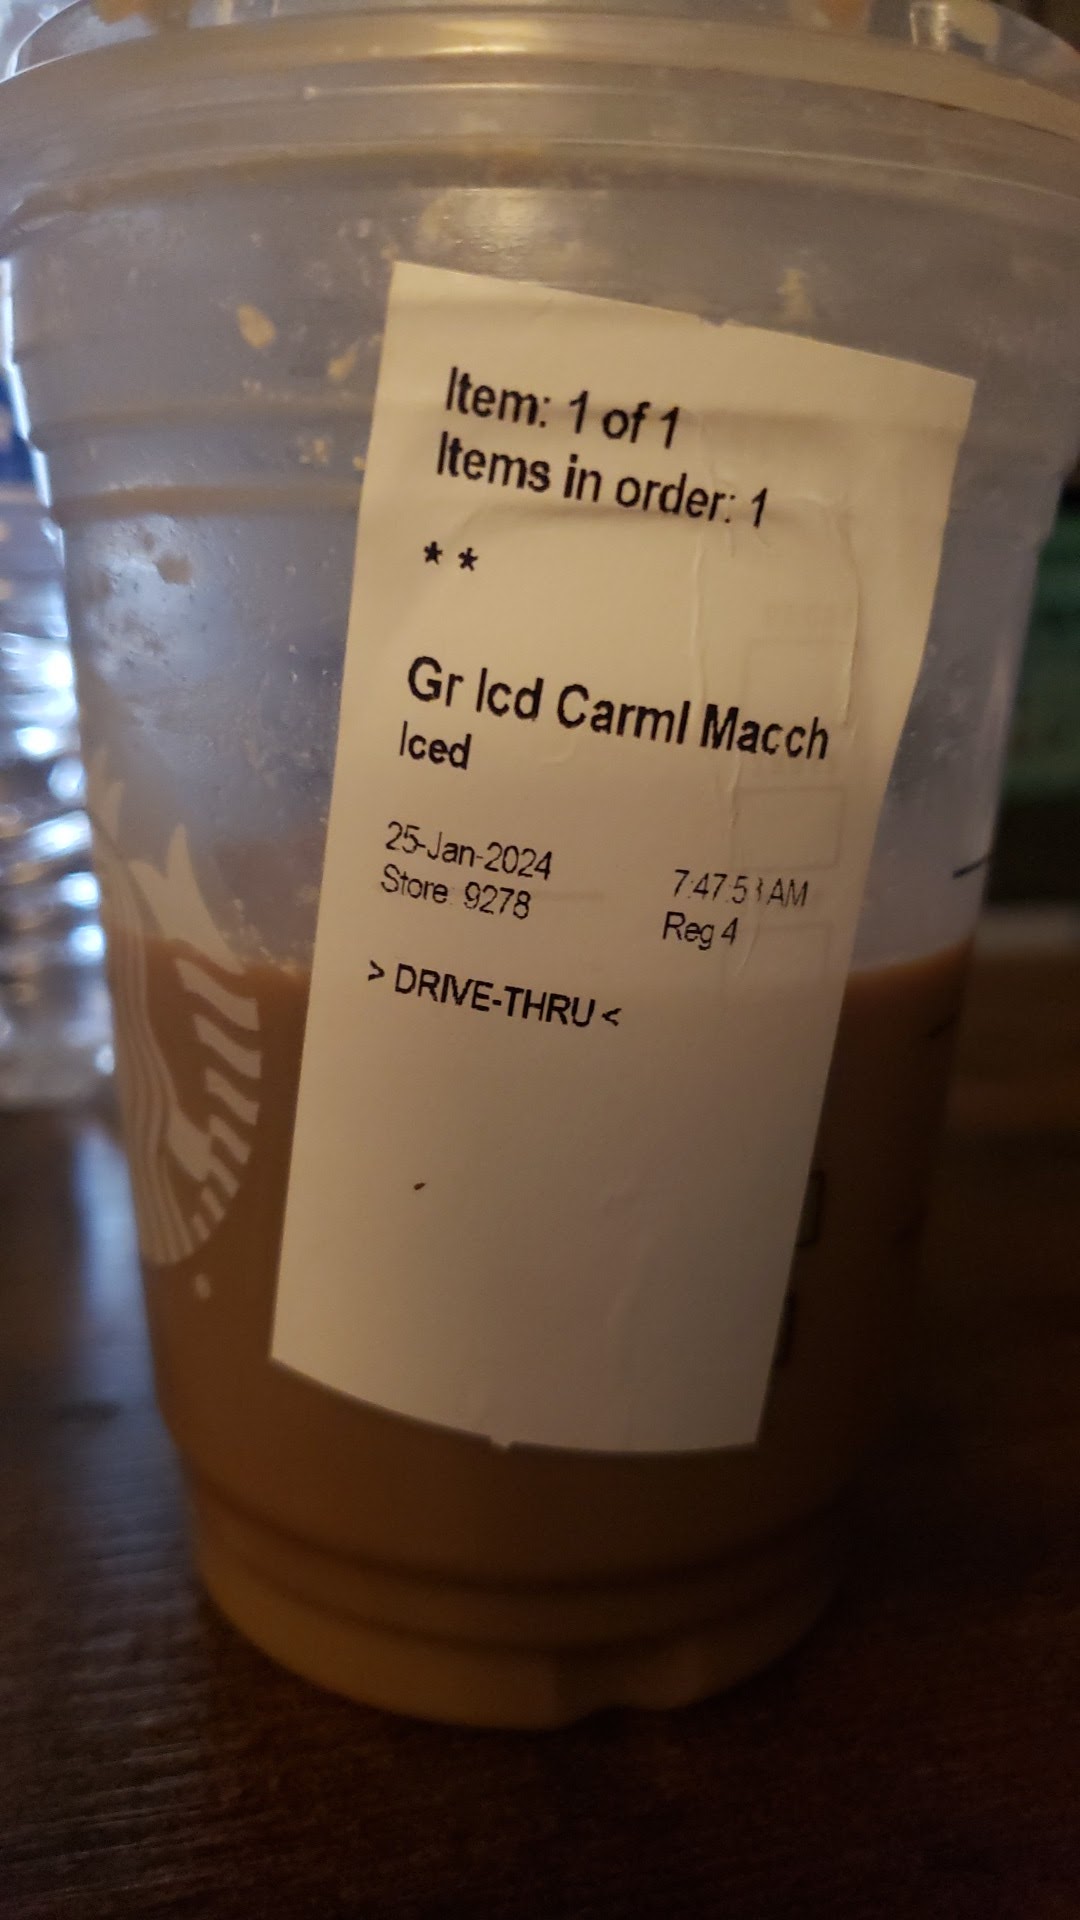 Item: 1 of 1
Items in order: 1
* *
Gr Icd Carml Macch
Iced
25-Jan-2024
Store: 9278
AM
Reg 4
> DRIVE-THRU <